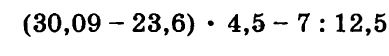 (30,09 – 23,6) · 4,5 – 7 : 12,5